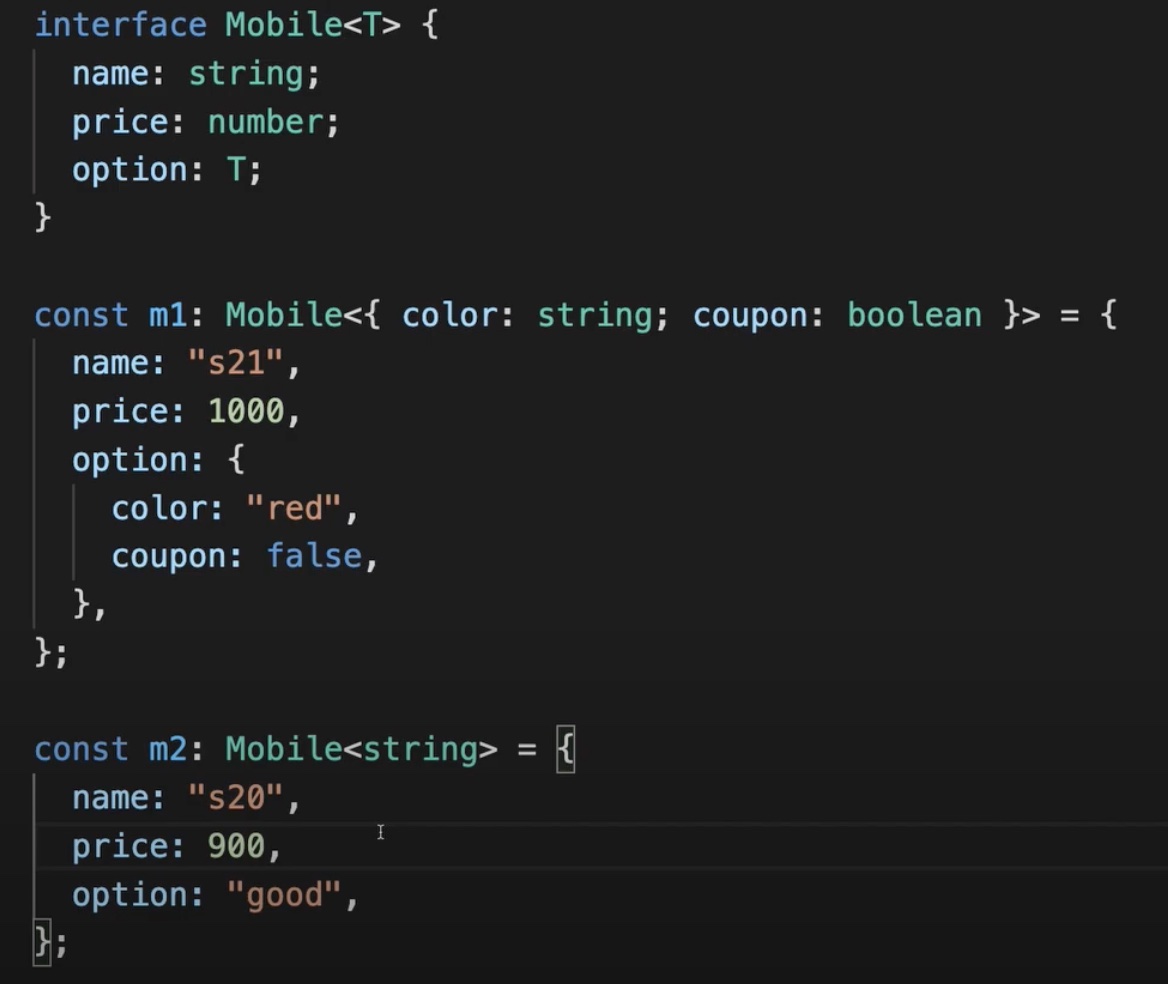 interface Mobile<T> {
  name: string;
  price: number;
  option: T;
}
const m1: Mobile<{ color: string; coupon: boolean }> = {
  name: "s21",
  price: 1000,
  option: {
    color: "red",
    coupon: false,
  },
};
const m2: Mobile<string> = {
  name: "s20",
  price: 900,
  option: "good",
};